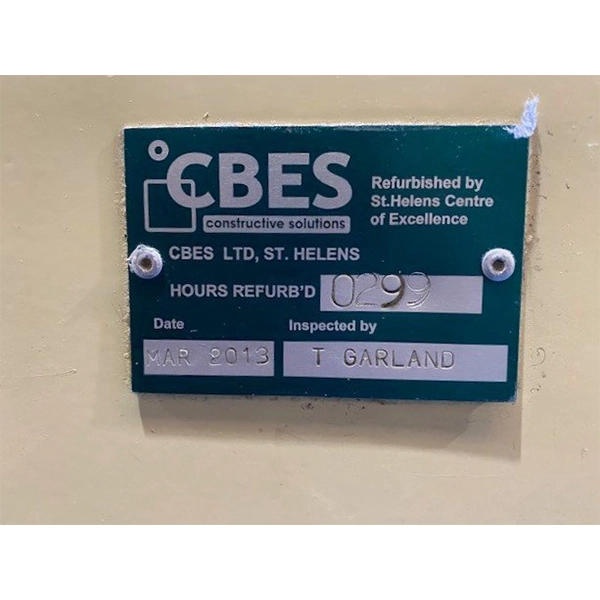 CBES
constructive solutions
Refurbished by
St.Helens Centre
of Excellence
CBES LTD, ST. HELENS
HOURS REFURB'D 0299
Date Inspected by
MAR 2013 T GARLAND